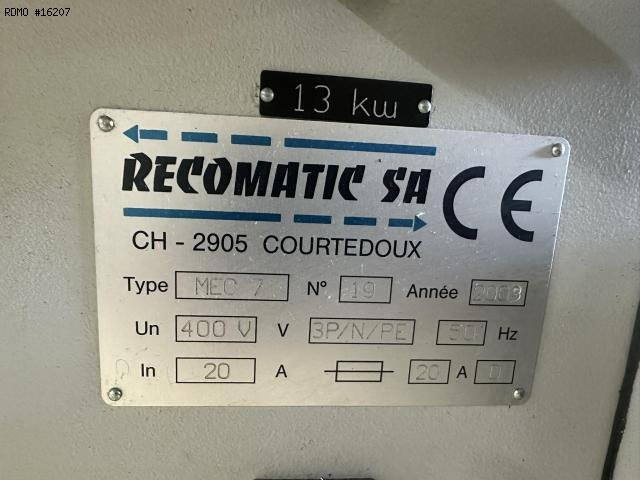 RDMO #16207
13 kw
RECOMATIC SA
CE
CH - 2905 COURTEDOUX
Type MEC 7 N° 19 Année 2003
Un 400 V V 3P/N/PE 50 Hz
In 20 A 20 A D